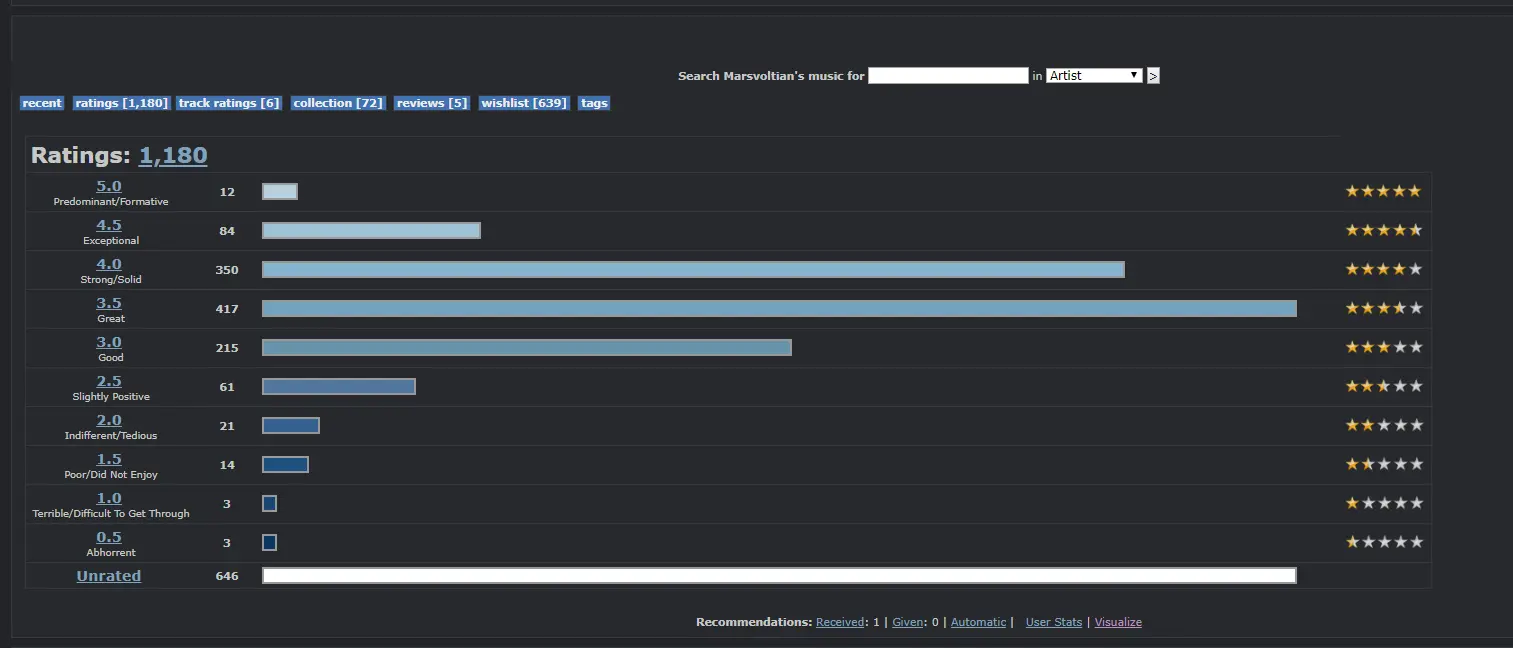 Search Marsvoltian's music for in Artist >
recent ratings [1,180] track ratings [6] collection [72] reviews [5] wishlist [639] tags
Ratings: 1,180
5.0
Predominant/Formative
12
4.5
Exceptional
84
4.0
Strong/Solid
350
3.5
Great
417
3.0
Good
215
2.5
Slightly Positive
61
2.0
Indifferent/Tedious
21
1.5
Poor/Did Not Enjoy
14
1.0
Terrible/Difficult To Get Through
3
0.5
Abhorrent
3
Unrated 646
Recommendations: Received: 1 | Given: 0 | Automatic | User Stats | Visualize